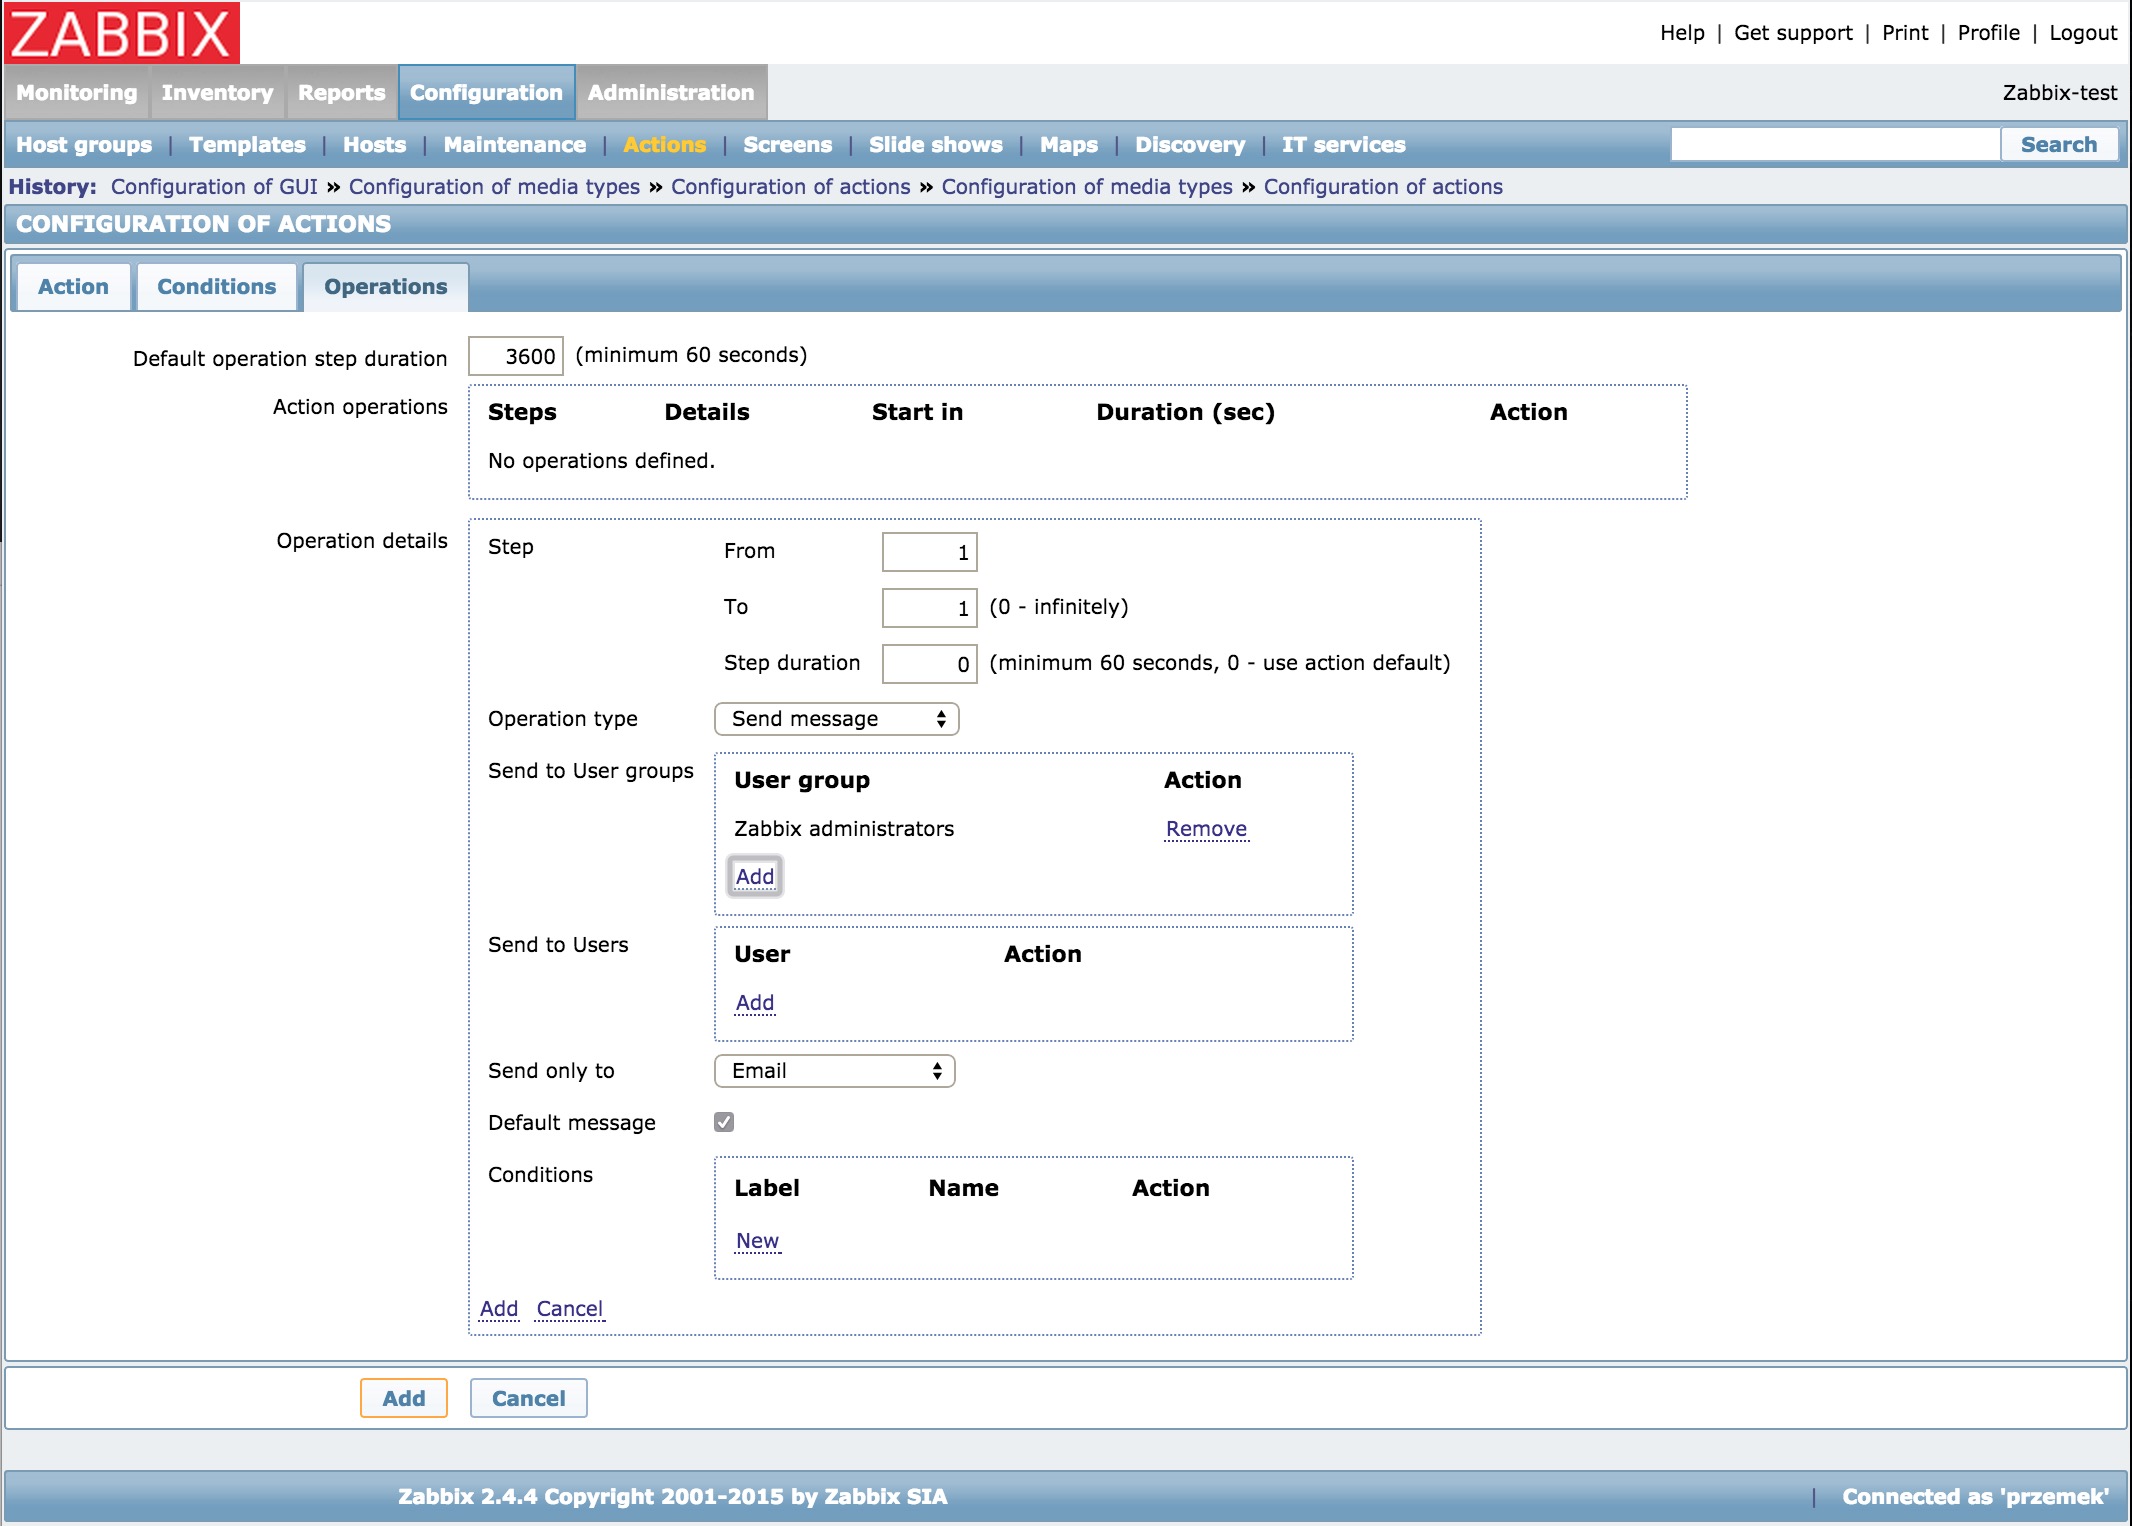 ZABBIX
Help | Get support | Print | Profile | Logout
Monitoring Inventory Reports Configuration Administration
Zabbix-test
Host groups | Templates | Hosts | Maintenance | Actions | Screens | Slide shows | Maps | Discovery | IT services
Search
History: Configuration of GUI » Configuration of media types » Configuration of actions » Configuration of media types » Configuration of actions
CONFIGURATION OF ACTIONS
Action Conditions Operations
Default operation step duration 3600 (minimum 60 seconds)
Action operations
Steps Details Start in Duration (sec) Action
No operations defined.
Operation details
Step From 1
To 1 (0 - infinitely)
Step duration 0 (minimum 60 seconds, 0 - use action default)
Operation type Send message
Send to User groups
User group Action
Zabbix administrators Remove
Add
Send to Users
User Action
Add
Send only to Email
Default message
Conditions
Label Name Action
New
Add Cancel
Add Cancel
Zabbix 2.4.4 Copyright 2001-2015 by Zabbix SIA
| Connected as 'przemek'